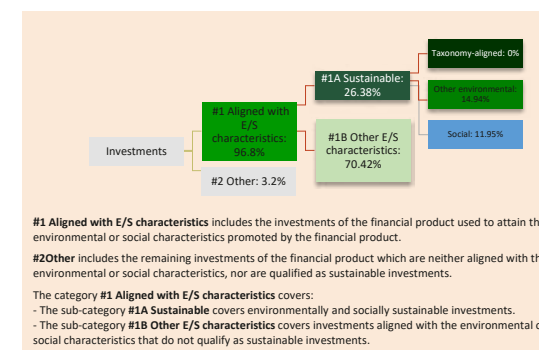 Taxonomy-aligned: 0%
#1A Sustainable:
26.38%
Other environmental:
14.94%
#1 Aligned with
E/S
characteristics:
96.8%
Social: 11.95%
#1B Other E/S
characteristics:
70.42%
Investments
#2 Other: 3.2%
#1 Aligned with E/S characteristics includes the investments of the financial product used to attain th
environmental or social characteristics promoted by the financial product.
#2Other includes the remaining investments of the financial product which are neither aligned with th
environmental or social characteristics, nor are qualified as sustainable investments.
The category #1 Aligned with E/S characteristics covers:
- The sub-category #1A Sustainable covers environmentally and socially sustainable investments.
- The sub-category #1B Other E/S characteristics covers investments aligned with the environmental o
social characteristics that do not qualify as sustainable investments.